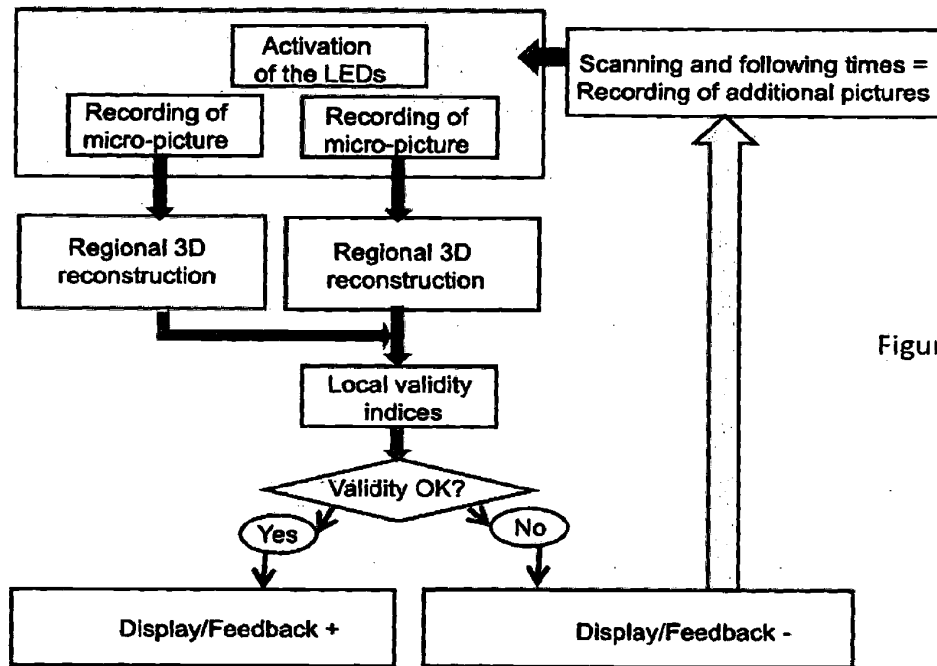 Activation
of the LEDs
Scanning and following times =
Recording of additional pictures
Recording of
micro-picture
Recording of
micro-picture
Regional 3D
reconstruction
Regional 3D
reconstruction
Figur
Local validity
indices
Validity OK?
Yes
No
Display/Feedback +
Display/Feedback -